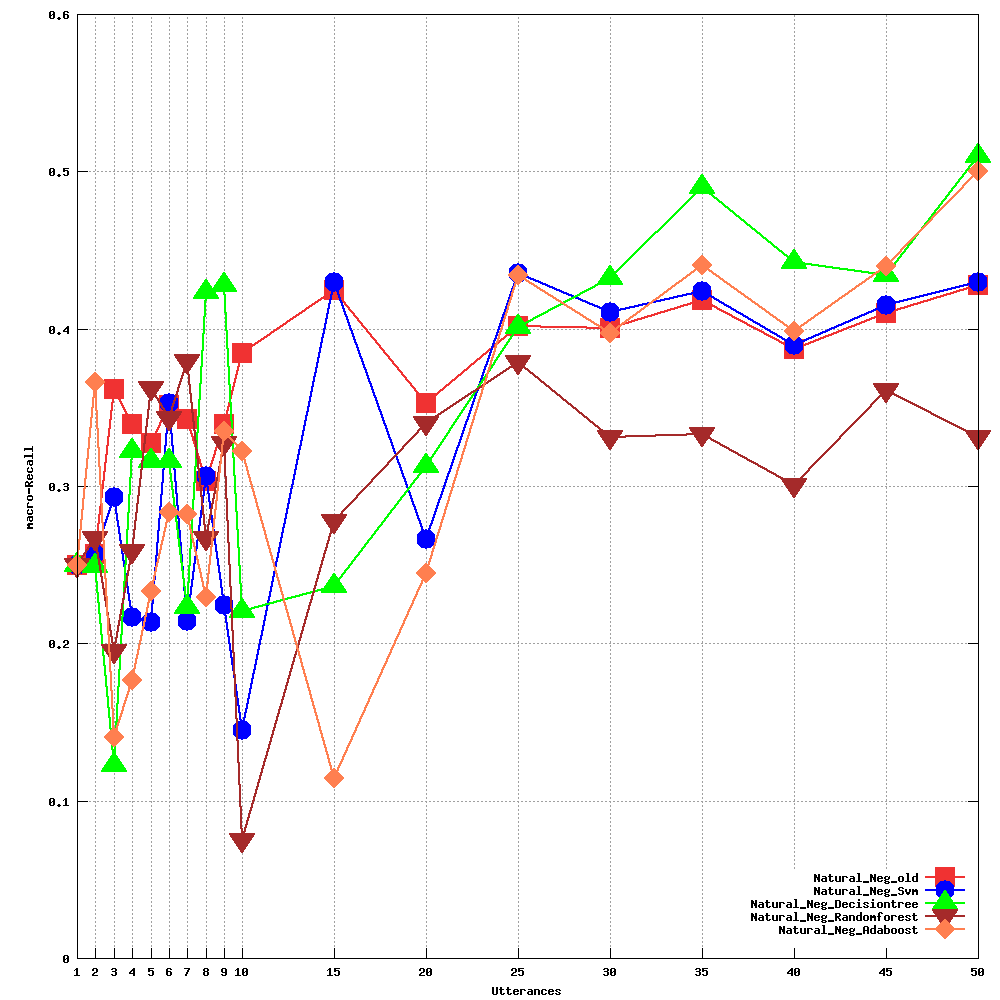 0.6
0.5
0.4
macro-Recall
0.3
0.2
0.1
Natural_Neg_old
Natural_Neg_Svm
Natural_Neg_Decisiontree
Natural_Neg_Randomforest
Natural_Neg_Adaboost
0
1 2 3 4 5 6 7 8 9 10 15 20 25 30 35 40 45 50
Utterances